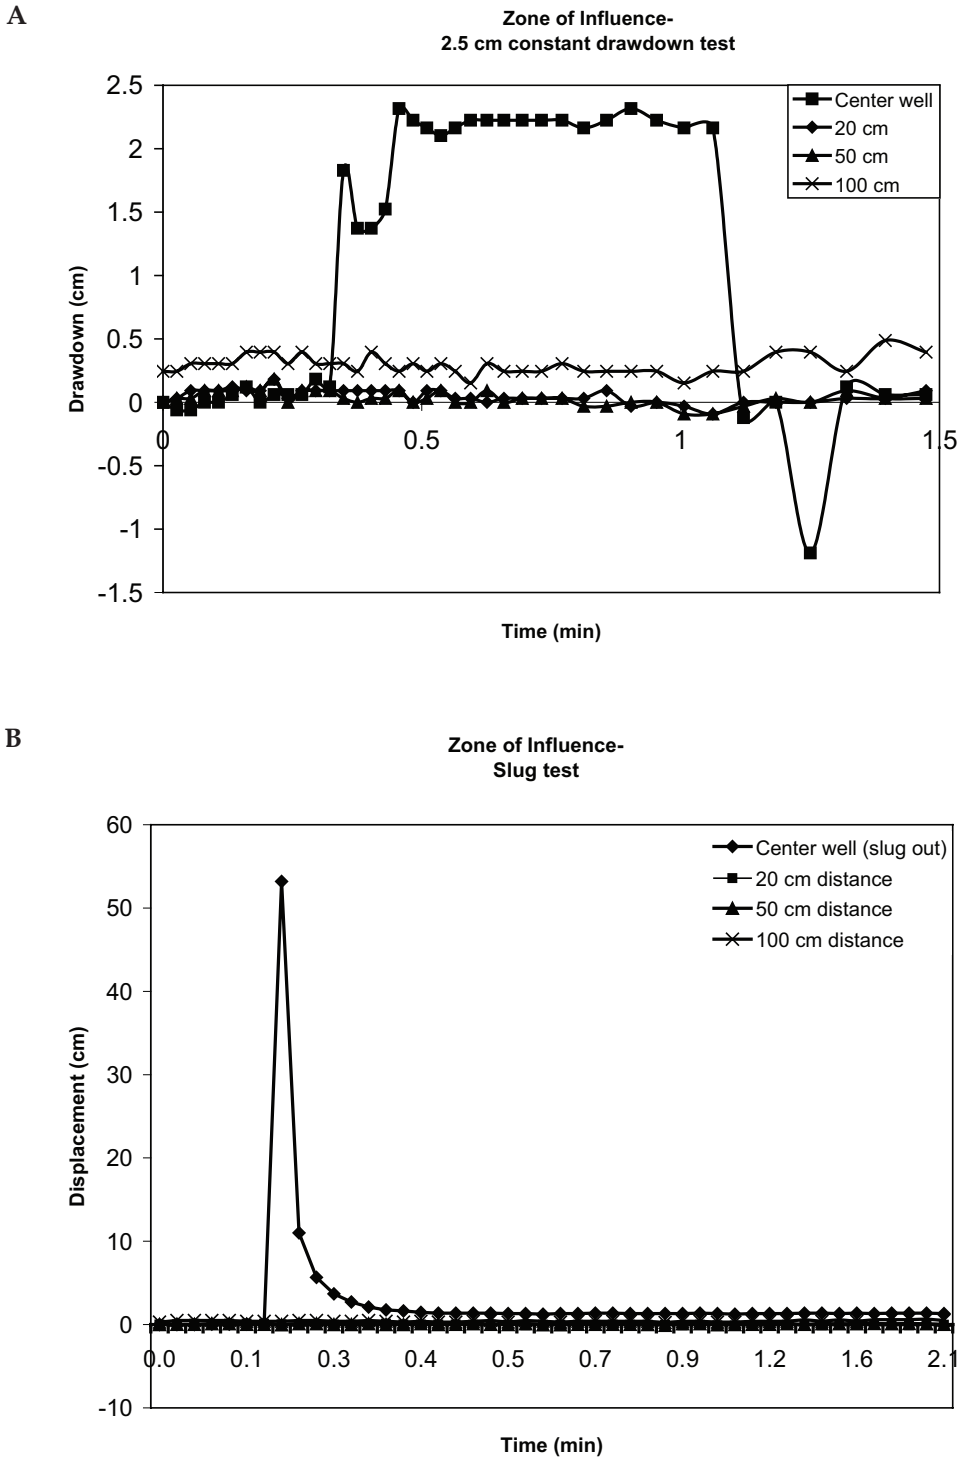 A
Zone of Influence-
2.5 cm constant drawdown test
2.5
2
1.5
1
0.5
0
-0.5
-1
-1.5
Drawdown (cm)
Center well
20 cm
50 cm
100 cm
0
0.5
1
1.5
Time (min)
B
Zone of Influence-
Slug test
60
50
40
30
20
10
0
-10
Displacement (cm)
Center well (slug out)
20 cm distance
50 cm distance
100 cm distance
0.0
0.1
0.3
0.4
0.5
0.7
0.9
1.2
1.6
2.1
Time (min)